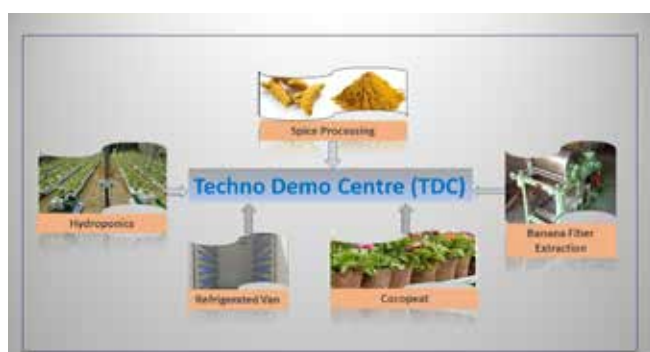 Spice Processing
Techno Demo Centre (TDC)
Hydroponics
Banana Fiber
Extraction
Refrigerated Van
Cocopeat